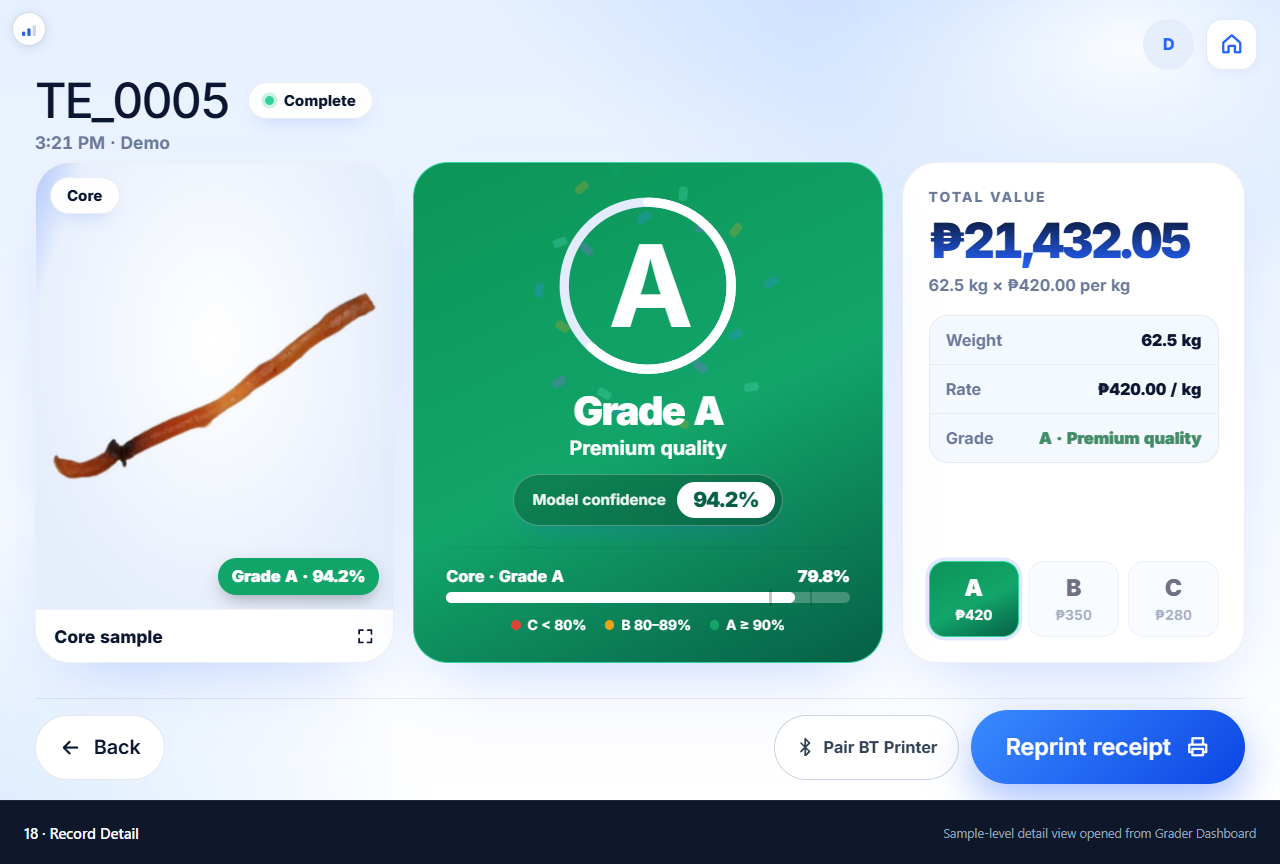 D
TE_0005
Complete
3:21 PM · Demo
Core
Grade A · 94.2%
Core sample
A
Grade A
Premium quality
Model confidence 94.2%
Core · Grade A 79.8%
C < 80% B 80–89% A ≥ 90%
TOTAL VALUE
₱21,432.05
62.5 kg × ₱420.00 per kg
Weight 62.5 kg
Rate ₱420.00 / kg
Grade A · Premium quality
A B C
₱420 ₱350 ₱280
Back
Pair BT Printer
Reprint receipt
18 · Record Detail
Sample-level detail view opened from Grader Dashboard